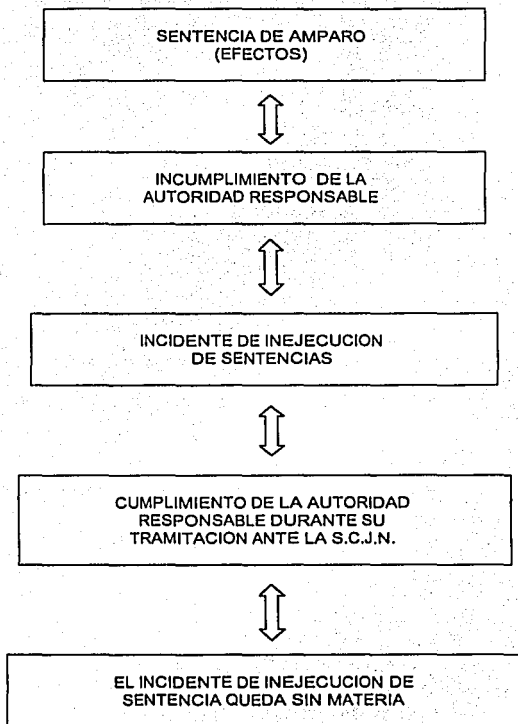 SENTENCIA DE AMPARO
(EFECTOS)
INCUMPLIMIENTO DE LA
AUTORIDAD RESPONSABLE
INCIDENTE DE INEJECUCION
DE SENTENCIAS
CUMPLIMIENTO DE LA AUTORIDAD
RESPONSABLE DURANTE SU
TRAMITACION ANTE LA S.C.J.N.
EL INCIDENTE DE INEJECUCION DE
SENTENCIA QUEDA SIN MATERIA